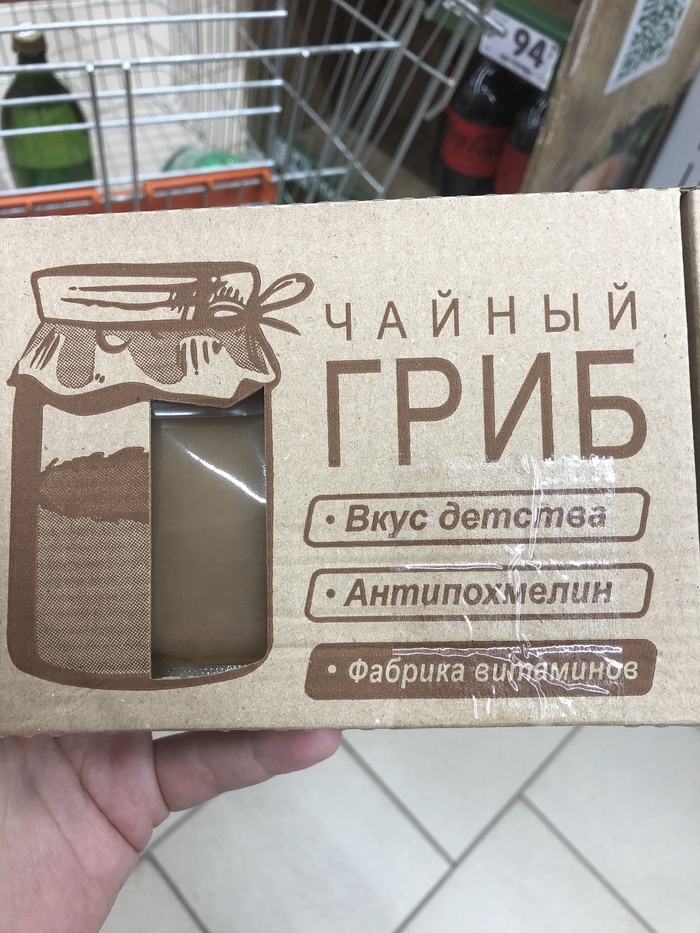 94
ЧАЙНЫЙ
ГРИБ
• Вкус детства
• Антипохмелин
• Фабрика витаминов